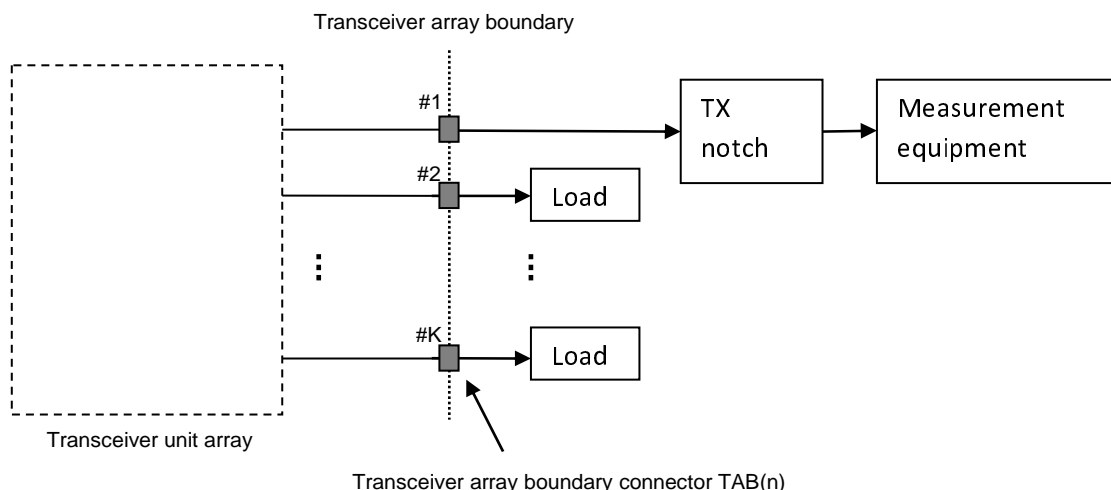 Transceiver array boundary
#1
TX
notch
Measurement
equipment
#2
Load
#K
Load
Transceiver unit array
Transceiver array boundary connector TAB(n)